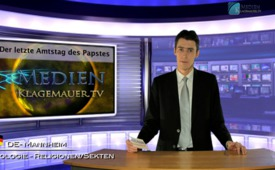 Der letzte Amtstag des Papstes
MEDIEN
KLAGEMAUER.TV
DE- MANNHEIM
OLOGIE - RELIGIONEN/SEKTEN